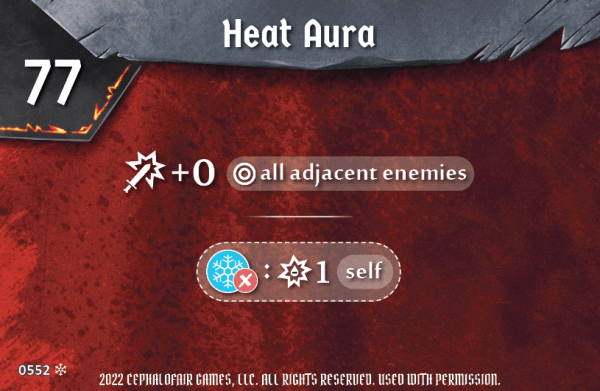 Heat Aura
77
+0 all adjacent enemies
: 1 self
0552
2022 CEPHALOFAIR GAMES, LLC. ALL RIGHTS RESERVED. USED WITH PERMISSION.